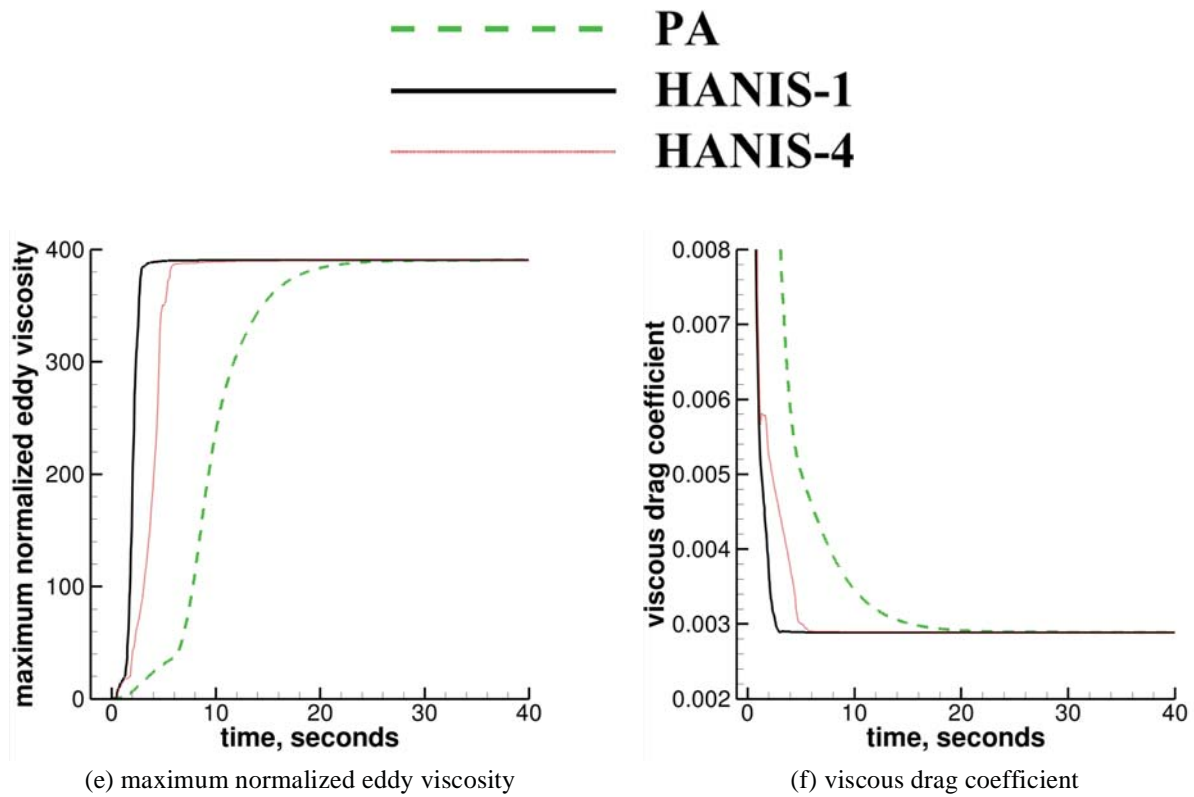 PA
HANIS-1
HANIS-4
maximum normalized eddy viscosity
400
300
200
100
0
0 10 20 30 40
time, seconds
(e) maximum normalized eddy viscosity
viscous drag coefficient
0.008
0.007
0.006
0.005
0.004
0.003
0.002
0 10 20 30 40
time, seconds
(f) viscous drag coefficient